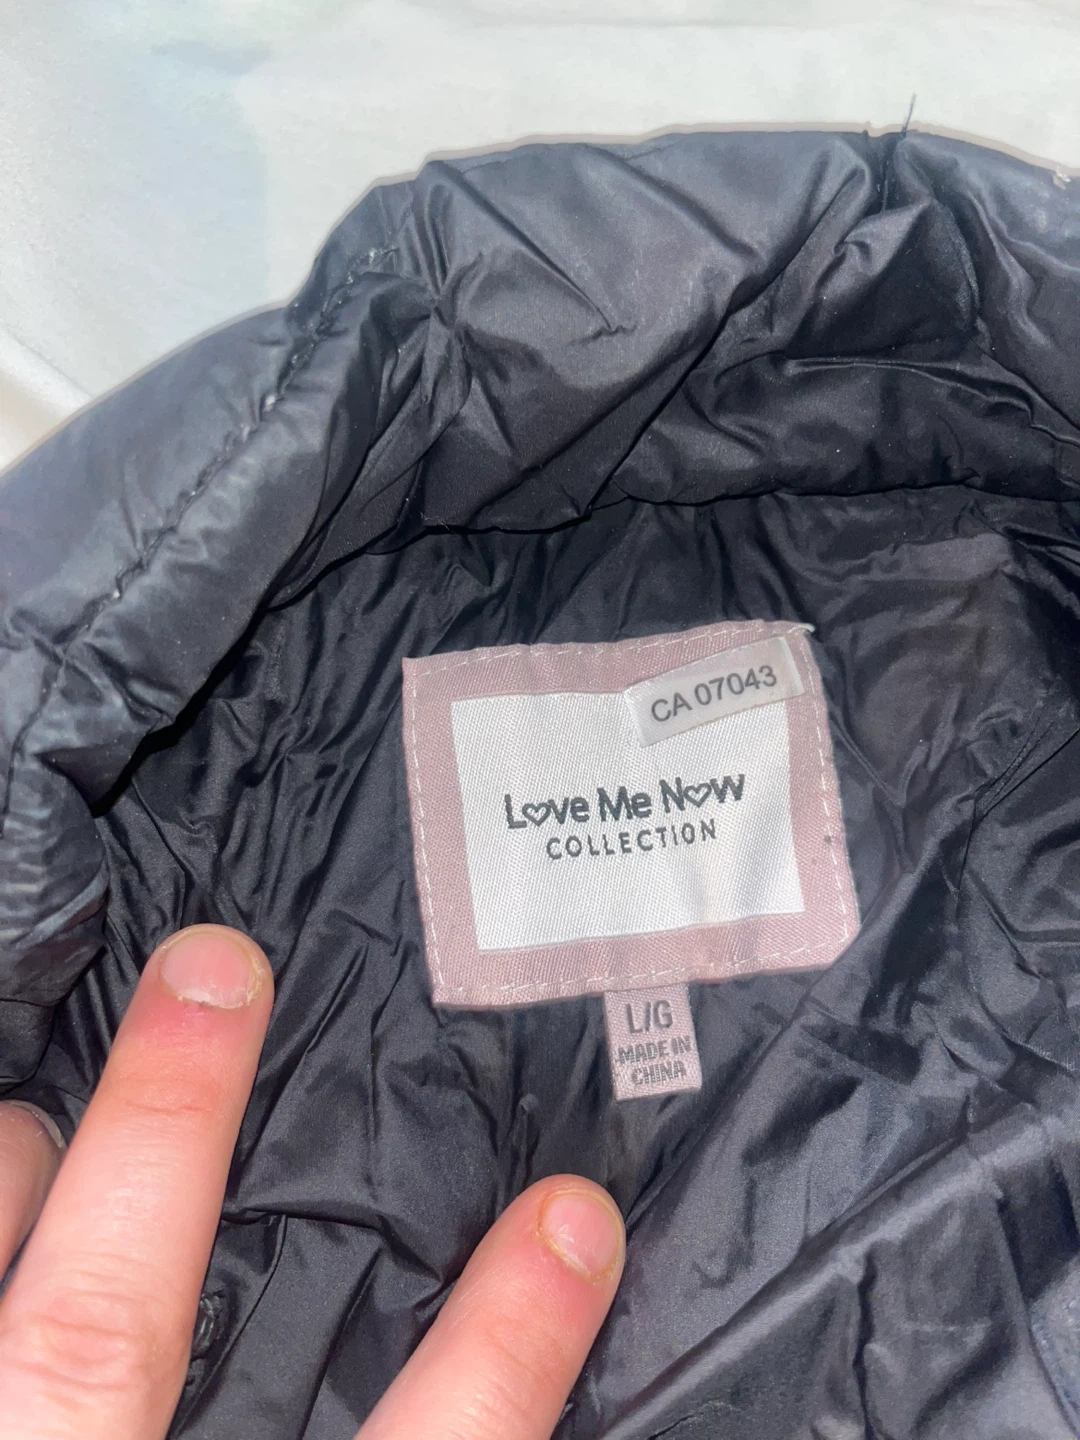 CA 07043
Love Me Now
COLLECTION
L/G
MADE IN
CHINA